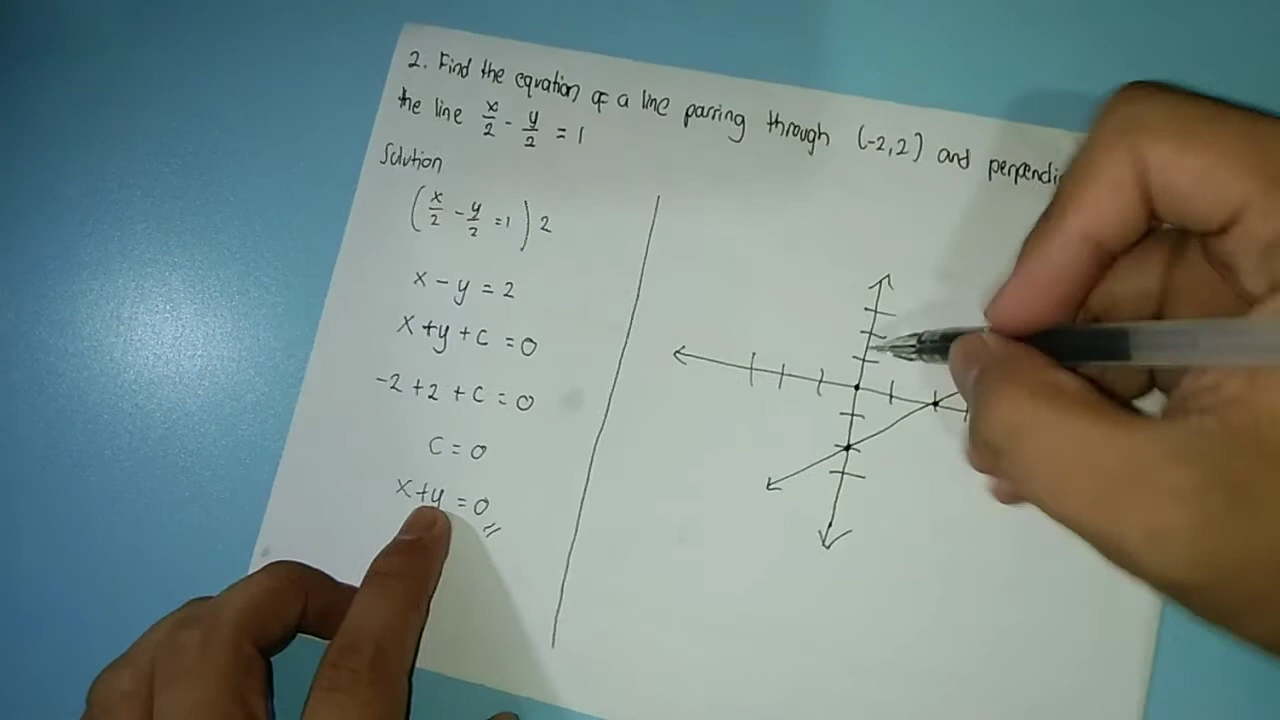 2. Find the equation of a line passing through (-2,2) and
the line x/2 - y/2 = 1
Solution
(x/2 - y/2 = 1) 2
x - y = 2
x + y + c = 0
-2 + 2 + c = 0
c = 0
x + y = 0